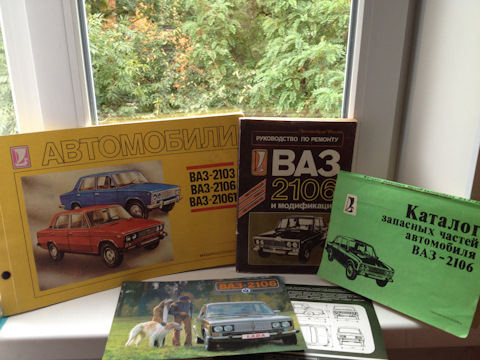 АВТОМОБИЛИ
ВАЗ-2103
ВАЗ-2106
ВАЗ-21061
РУКОВОДСТВО ПО РЕМОНТУ
ВАЗ
2106
и модификации
Каталог
запасных частей
автомобиля
ВАЗ-2106
ВАЗ-2106
LADA